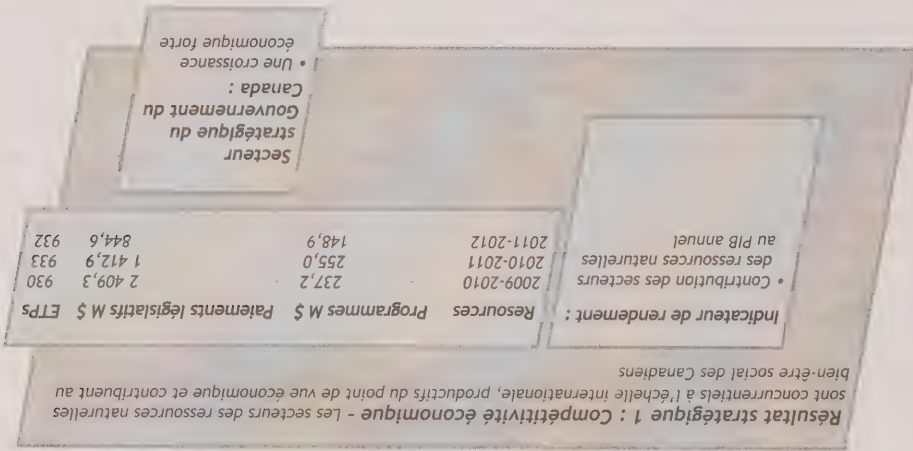 Résultat stratégique 1 : Compétitivité économique - Les secteurs des ressources naturelles
sont concurrentiels à l'échelle internationale, productifs du point de vue économique et contribuent au
bien-être social des Canadiens
Indicateur de rendement :
• Contribution des secteurs
des ressources naturelles
au PIB annuel
Resources Programmes M $ Paiements législatifs M $ ETPs
2009-2010 237,2 2 409,3 930
2010-2011 255,0 1 412,9 933
2011-2012 148,9 844,6 932
Secteur
stratégique du
Gouvernement du
Canada :
• Une croissance
économique forte